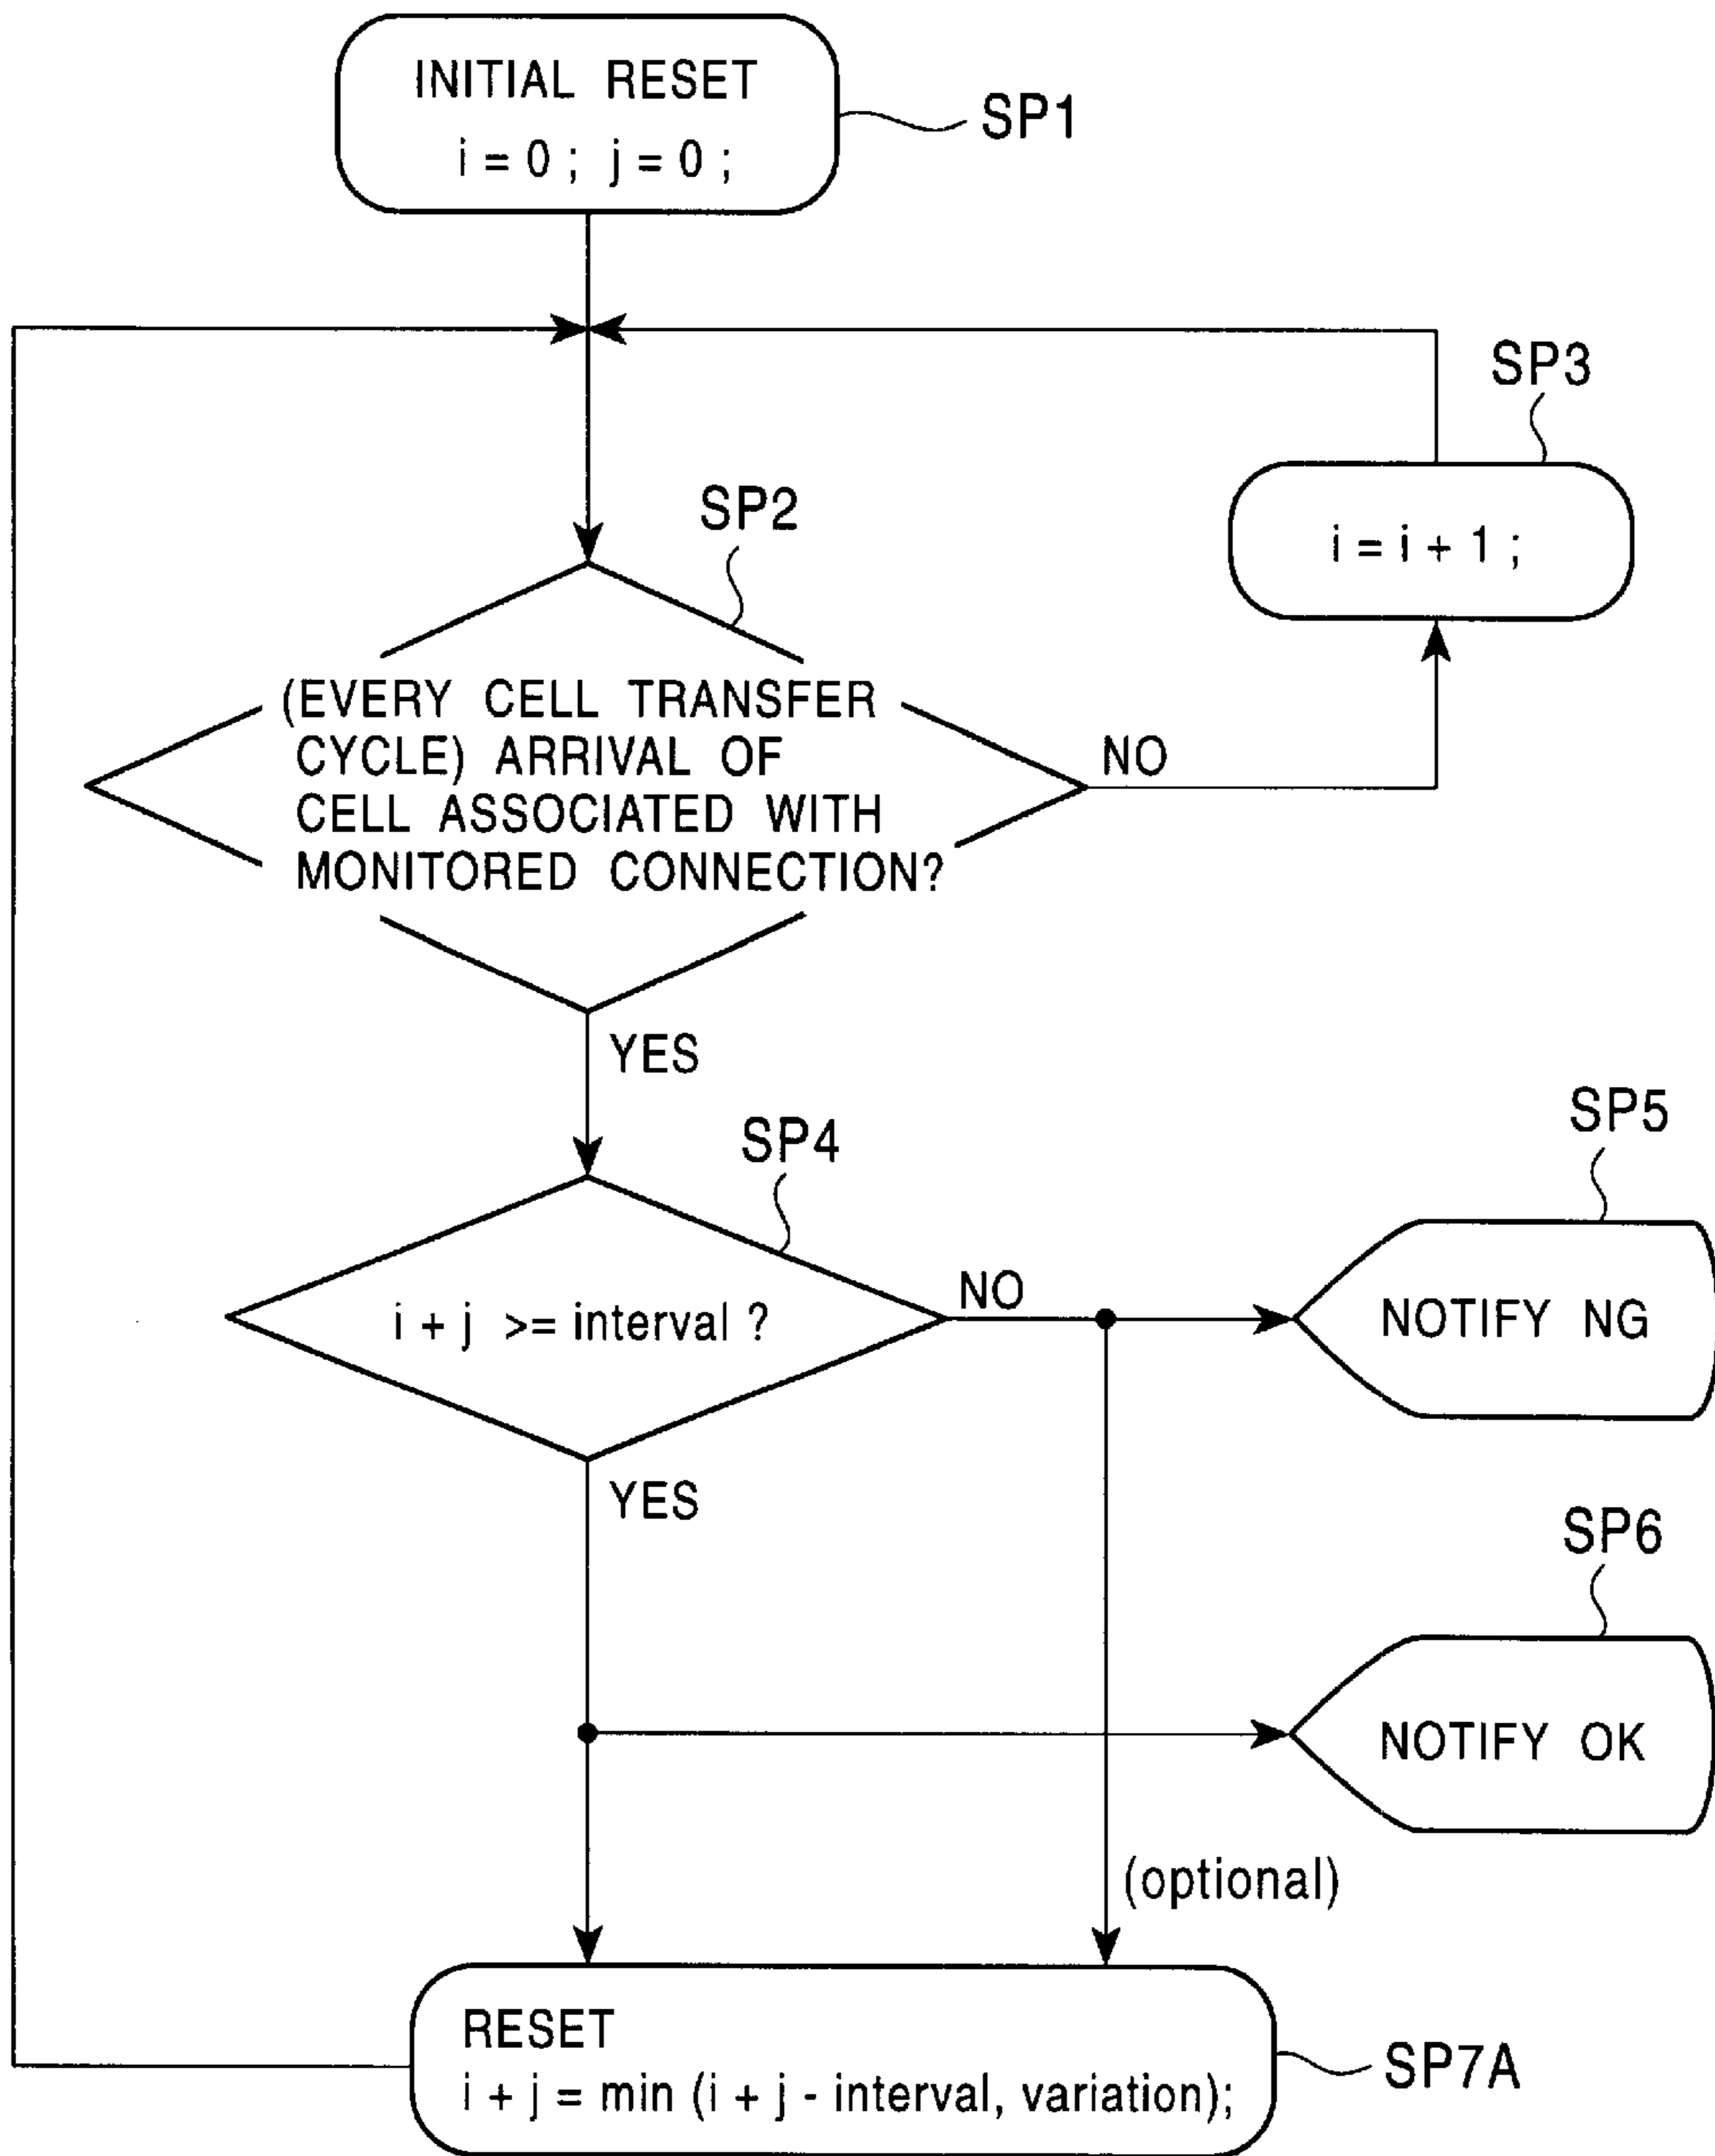 INITIAL RESET
i = 0 ; j = 0 ;
SP1
SP3
i = i + 1 ;
SP2
(EVERY CELL TRANSFER
CYCLE) ARRIVAL OF
CELL ASSOCIATED WITH
MONITORED CONNECTION?
NO
YES
SP4
i + j >= interval ?
NO
SP5
NOTIFY NG
YES
SP6
NOTIFY OK
(optional)
RESET
i + j = min (i + j - interval, variation);
SP7A